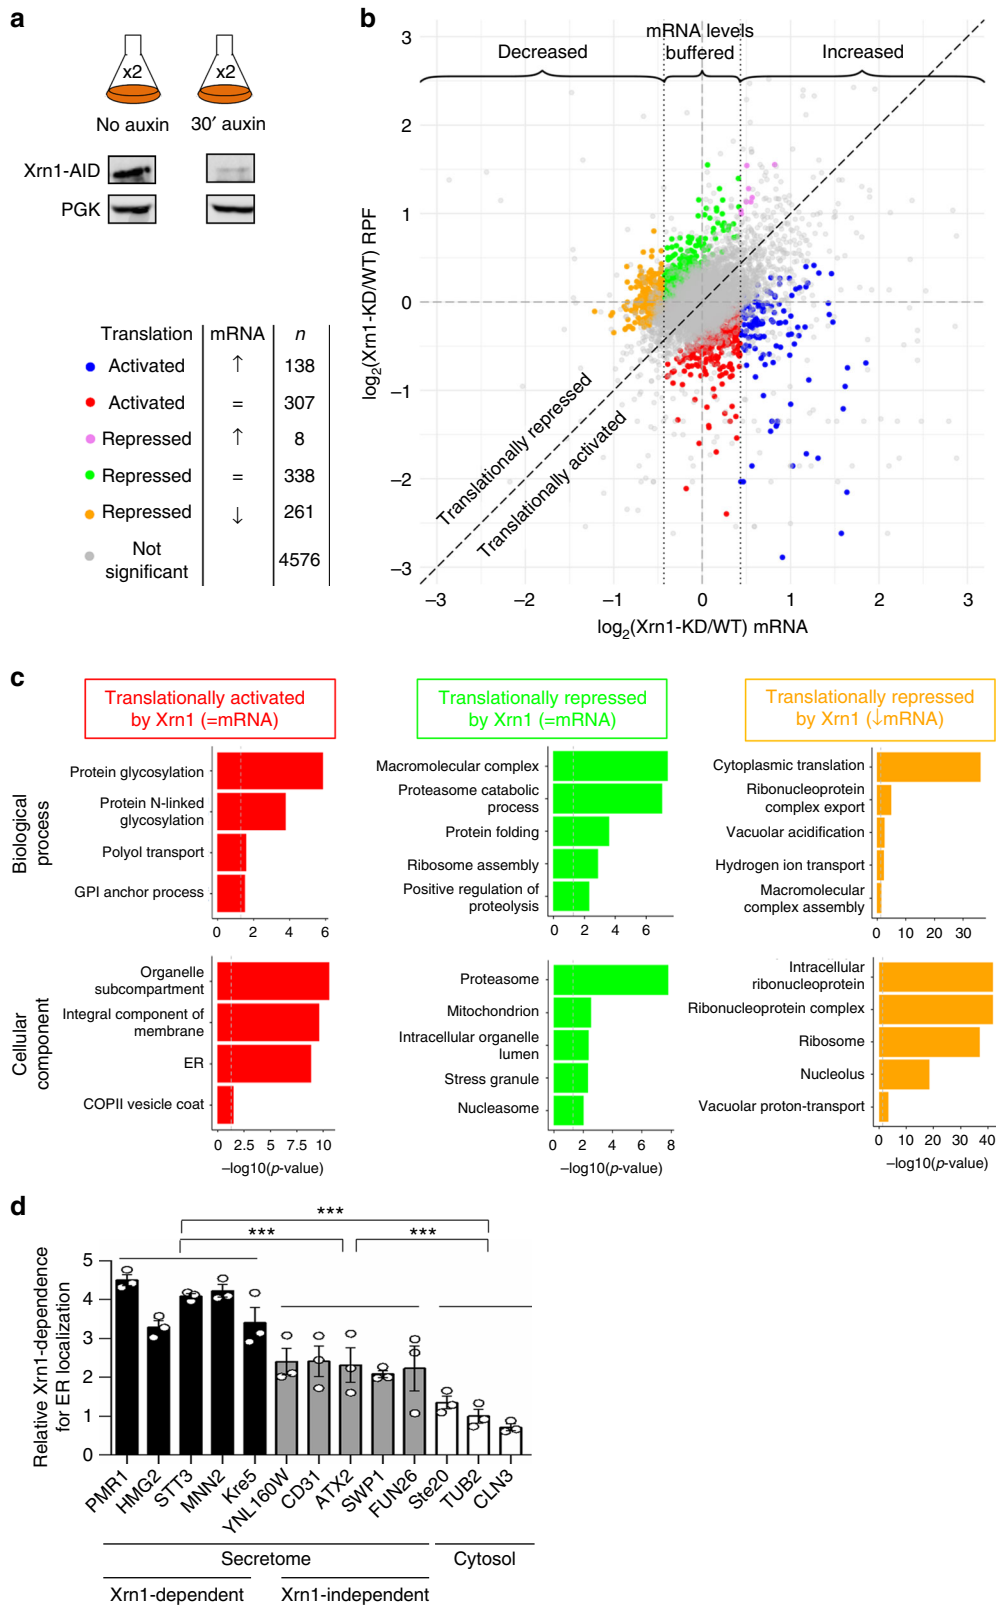 a
x2
x2
No auxin
30′ auxin
Xrn1-AID
PGK
Translation mRNA n
Activated ↑ 138
Activated = 307
Repressed ↑ 8
Repressed = 338
Repressed ↓ 261
Not significant 4576
b
Decreased
mRNA levels
buffered
Increased
3
2
1
0
–1
–2
–3
log2(Xrn1-KD/WT) RPF
Translationally repressed
Translationally activated
–3 –2 –1 0 1 2 3
log2(Xrn1-KD/WT) mRNA
c
Translationally activated
by Xrn1 (=mRNA)
Translationally repressed
by Xrn1 (=mRNA)
Translationally repressed
by Xrn1 (↓mRNA)
Biological
process
Protein glycosylation
Protein N-linked
glycosylation
Polyol transport
GPI anchor process
0 2 4 6
Macromolecular complex
Proteasome catabolic
process
Protein folding
Ribosome assembly
Positive regulation of
proteolysis
0 2 4 6
Cytoplasmic translation
Ribonucleoprotein
complex export
Vacuolar acidification
Hydrogen ion transport
Macromolecular
complex assembly
0 10 20 30
Cellular
component
Organelle
subcompartment
Integral component of
membrane
ER
COPII vesicle coat
0 2.5 5 7.5 10
–log10(p-value)
Proteasome
Mitochondrion
Intracellular organelle
lumen
Stress granule
Nucleasome
0 2 4 6 8
–log10(p-value)
Intracellular
ribonucleoprotein
Ribonucleoprotein complex
Ribosome
Nucleolus
Vacuolar proton-transport
0 10 20 30 40
–log10(p-value)
d
***
***
***
Relative Xrn1-dependence
for ER localization
5
4
3
2
1
0
PMR1
HMG2
STT3
MNN2
Kre5
YNL160W
CD31
ATX2
SWP1
FUN26
Ste20
TUB2
CLN3
Secretome
Cytosol
Xrn1-dependent
Xrn1-independent